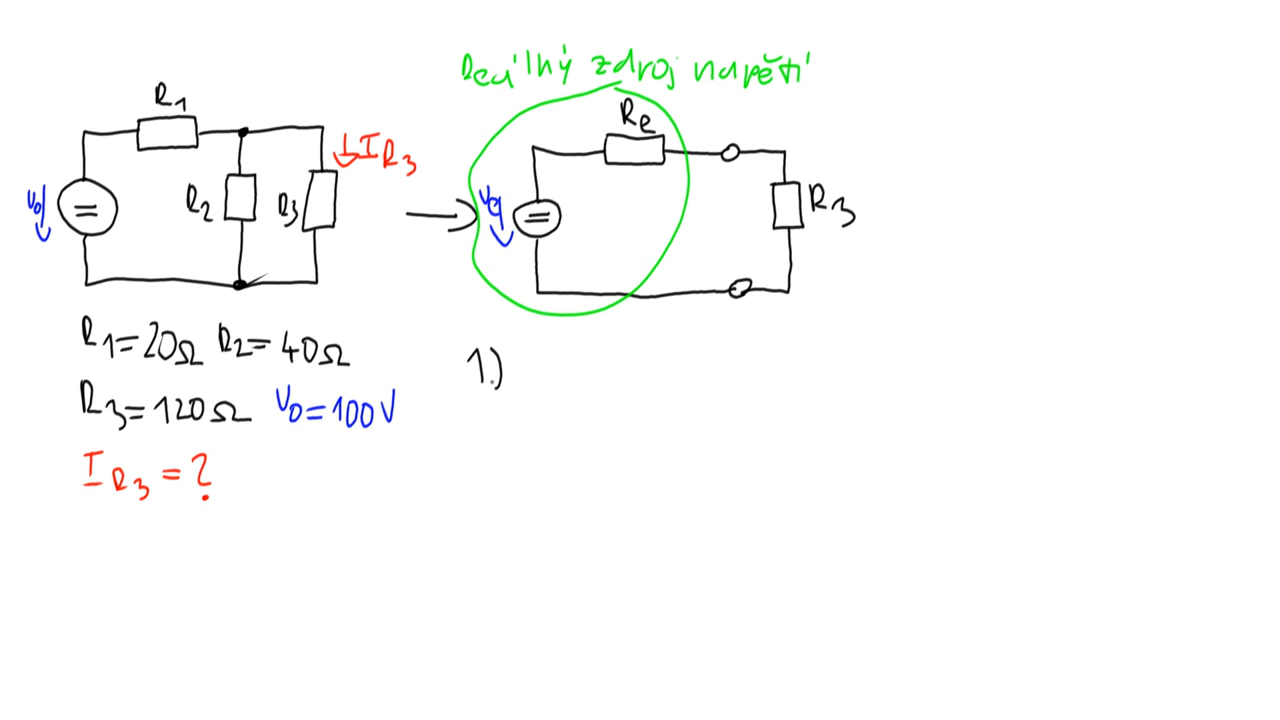 Reálný zdroj napětí
R1
IR3
U0
R2
R3
Re
Ue
R3
R1=20Ω R2=40Ω
R3=120Ω U0=100V
IR3=?
1.)